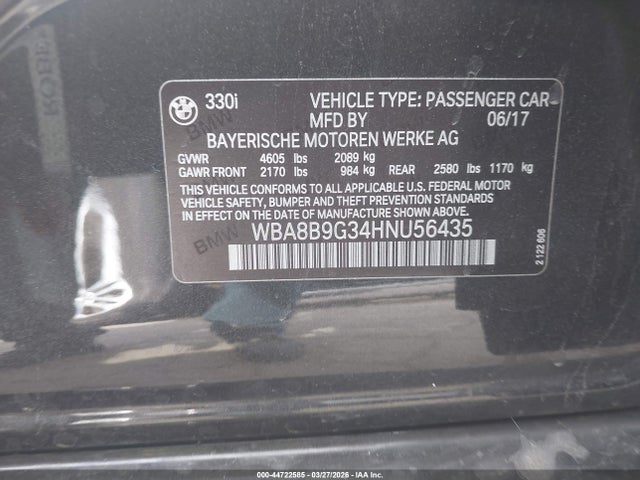 330i VEHICLE TYPE: PASSENGER CAR
MFD BY 06/17
BAYERISCHE MOTOREN WERKE AG
GVWR 4605 lbs 2089 kg
GAWR FRONT 2170 lbs 984 kg REAR 2580 lbs 1170 kg
THIS VEHICLE CONFORMS TO ALL APPLICABLE U.S. FEDERAL MOTOR
VEHICLE SAFETY, BUMPER AND THEFT PREVENTION STANDARDS
IN EFFECT ON THE DATE OF MANUFACTURE SHOWN ABOVE.
WBA8B9G34HNU56435
2 122 606
BMW
BMW
BMW
000-44722585 - 03/27/2026 - IAA Inc.